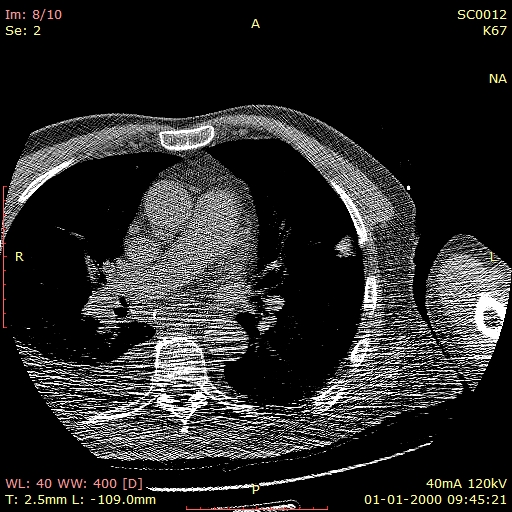 Im: 8/10
Se: 2
A
SC0012
K67
NA
R
L
WL: 40 WW: 400 [D]
T: 2.5mm L: -109.0mm
P
40mA 120kV
01-01-2000 09:45:21